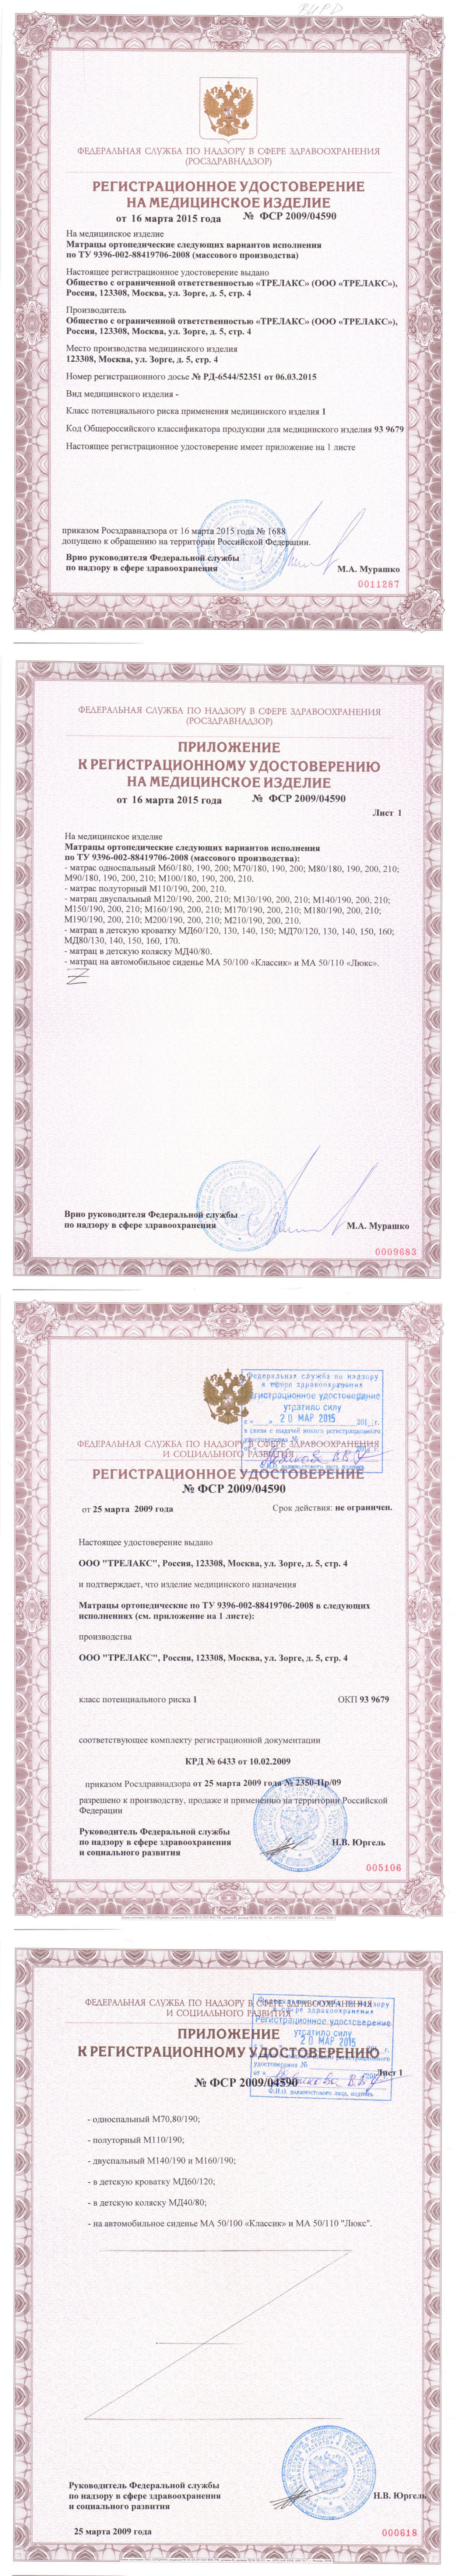 ФЕДЕРАЛЬНАЯ СЛУЖБА ПО НАДЗОРУ В СФЕРЕ ЗДРАВООХРАНЕНИЯ
(РОСЗДРАВНАДЗОР)
РЕГИСТРАЦИОННОЕ УДОСТОВЕРЕНИЕ
НА МЕДИЦИНСКОЕ ИЗДЕЛИЕ
от 16 марта 2015 года № ФСР 2009/04590
На медицинское изделие
Матрацы ортопедические следующих вариантов исполнения
по ТУ 9396-002-88419706-2008 (массового производства)
Настоящее регистрационное удостоверение выдано
Общество с ограниченной ответственностью «ТРЕЛАКС» (ООО «ТРЕЛАКС»),
Россия, 123308, Москва, ул. Зорге, д. 5, стр. 4
Производитель
Общество с ограниченной ответственностью «ТРЕЛАКС» (ООО «ТРЕЛАКС»),
Россия, 123308, Москва, ул. Зорге, д. 5, стр. 4
Место производства медицинского изделия
123308, Москва, ул. Зорге, д. 5, стр. 4
Номер регистрационного досье № РД-6544/52351 от 06.03.2015
Вид медицинского изделия -
Класс потенциального риска применения медицинского изделия 1
Код Общероссийского классификатора продукции для медицинского изделия 93 9679
Настоящее регистрационное удостоверение имеет приложение на 1 листе
приказом Росздравнадзора от 16 марта 2015 года № 1688
допущено к обращению на территории Российской Федерации.
Врио руководителя Федеральной службы
по надзору в сфере здравоохранения
М.А. Мурашко
0011287
ФЕДЕРАЛЬНАЯ СЛУЖБА ПО НАДЗОРУ В СФЕРЕ ЗДРАВООХРАНЕНИЯ
(РОСЗДРАВНАДЗОР)
ПРИЛОЖЕНИЕ
К РЕГИСТРАЦИОННОМУ УДОСТОВЕРЕНИЮ
НА МЕДИЦИНСКОЕ ИЗДЕЛИЕ
от 16 марта 2015 года № ФСР 2009/04590
Лист 1
На медицинское изделие
Матрацы ортопедические следующих вариантов исполнения
по ТУ 9396-002-88419706-2008 (массового производства):
- матрас односпальный М60/180, 190, 200; М70/180, 190, 200; М80/180, 190, 200, 210;
М90/180, 190, 200, 210; М100/180, 190, 200, 210.
- матрас полуторный М110/190, 200, 210.
- матрац двуспальный М120/190, 200, 210; М130/190, 200, 210; М140/190, 200, 210;
М150/190, 200, 210; М160/190, 200, 210; М170/190, 200, 210; М180/190, 200, 210;
М190/190, 200, 210; М200/190, 200, 210; М210/190, 200, 210.
- матрац в детскую кроватку МД60/120, 130, 140, 150; МД70/120, 130, 140, 150, 160;
МД80/130, 140, 150, 160, 170.
- матрац в детскую коляску МД40/80.
- матрац на автомобильное сиденье МА 50/100 «Классик» и МА 50/110 «Люкс».
Врио руководителя Федеральной службы
по надзору в сфере здравоохранения
М.А. Мурашко
0009683
Федеральная служба по надзору
в сфере здравоохранения
Регистрационное удостоверение
утратило силу
с « » 20 МАР 2015 201 г.
в связи с выдачей нового регистрационного
удостоверения №
от «
Ф.И.О. должностного лица, подпись
ФЕДЕРАЛЬНАЯ СЛУЖБА ПО НАДЗОРУ В СФЕРЕ ЗДРАВООХРАНЕНИЯ
И СОЦИАЛЬНОГО РАЗВИТИЯ
РЕГИСТРАЦИОННОЕ УДОСТОВЕРЕНИЕ
№ ФСР 2009/04590
от 25 марта 2009 года Срок действия: не ограничен.
Настоящее удостоверение выдано
ООО "ТРЕЛАКС", Россия, 123308, Москва, ул. Зорге, д. 5, стр. 4
и подтверждает, что изделие медицинского назначения
Матрацы ортопедические по ТУ 9396-002-88419706-2008 в следующих
исполнениях (см. приложение на 1 листе):
производства
ООО "ТРЕЛАКС", Россия, 123308, Москва, ул. Зорге, д. 5, стр. 4
класс потенциального риска 1 ОКП 93 9679
соответствующее комплекту регистрационной документации
КРД № 6433 от 10.02.2009
приказом Росздравнадзора от 25 марта 2009 года № 2350-Пр/09
разрешено к производству, продаже и применению на территории Российской
Федерации
Руководитель Федеральной службы
по надзору в сфере здравоохранения
и социального развития
Н.В. Юргель
005106
ФЕДЕРАЛЬНАЯ СЛУЖБА ПО НАДЗОРУ В СФЕРЕ ЗДРАВООХРАНЕНИЯ
И СОЦИАЛЬНОГО РАЗВИТИЯ
Федеральная служба по надзору
в сфере здравоохранения
Регистрационное удостоверение
утратило силу
20 МАР 2015
регистрационного
удостоверения №
от «
Ф.И.О. должностного лица, подпись
ПРИЛОЖЕНИЕ
К РЕГИСТРАЦИОННОМУ УДОСТОВЕРЕНИЮ
№ ФСР 2009/04590
Лист 1
- односпальный М70,80/190;
- полуторный М110/190;
- двуспальный М140/190 и М160/190;
- в детскую кроватку МД60/120;
- в детскую коляску МД40/80;
- на автомобильное сиденье МА 50/100 «Классик» и МА 50/110 "Люкс".
Руководитель Федеральной службы
по надзору в сфере здравоохранения
и социального развития
Н.В. Юргель
25 марта 2009 года
000618